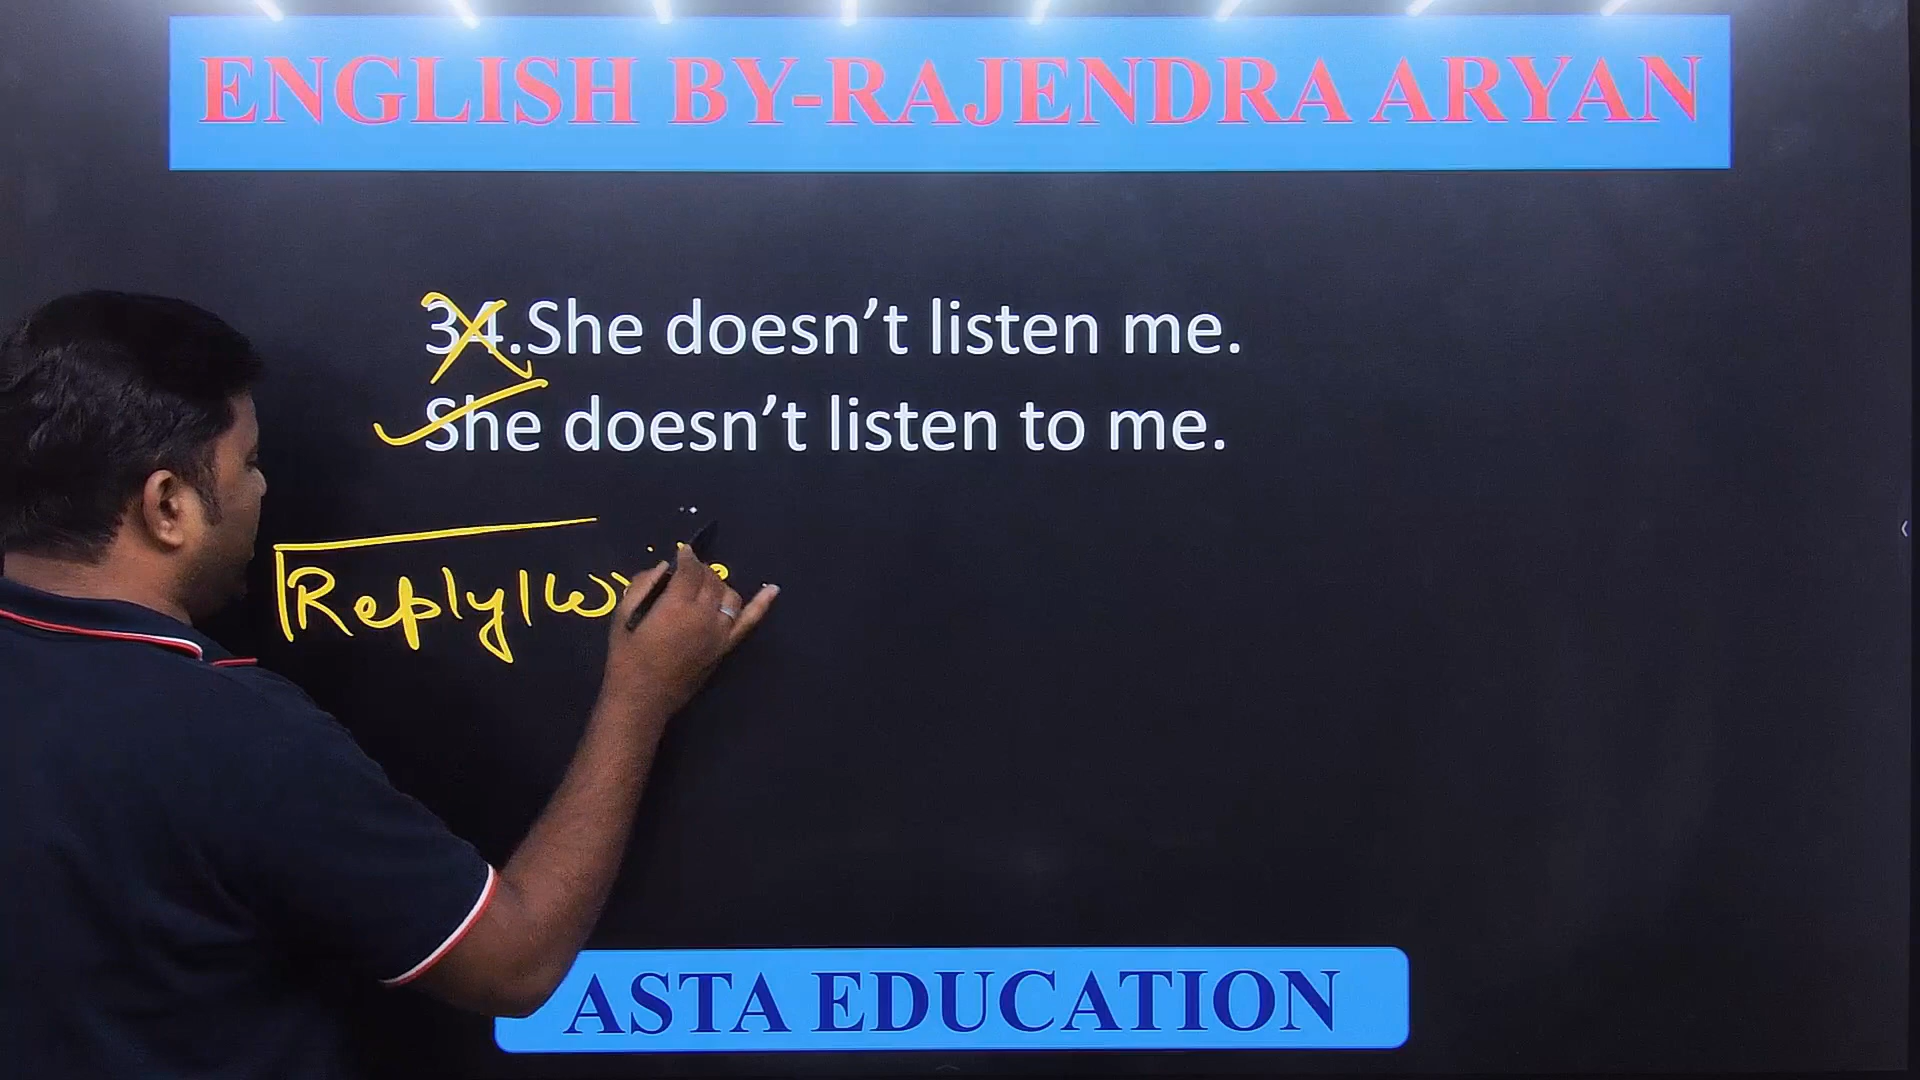 ENGLISH BY-RAJENDRA ARYAN
34.She doesn’t listen me.
She doesn’t listen to me.
Reply|
ASTA EDUCATION